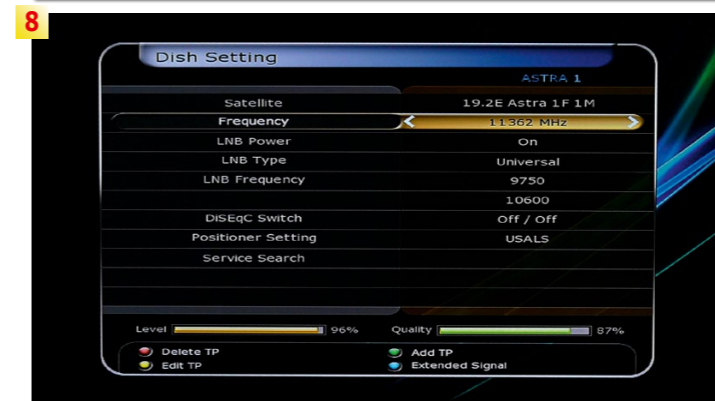 8
Dish Setting
ASTRA 1
Satellite 19.2E Astra 1F 1M
Frequency 11362 MHz
LNB Power On
LNB Type Universal
LNB Frequency 9750
10600
DiSEqC Switch Off / Off
Positioner Setting USALS
Service Search
Level 96% Quality 87%
Delete TP Add TP
Edit TP Extended Signal